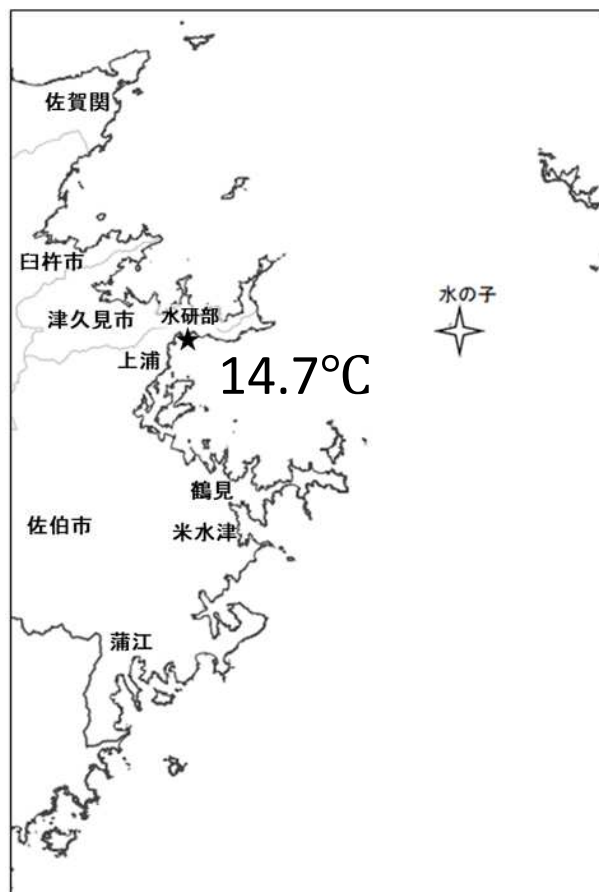 佐賀関
臼杵市
水の子
津久見市
水研部
上浦
14.7℃
鶴見
佐伯市
米水津
蒲江